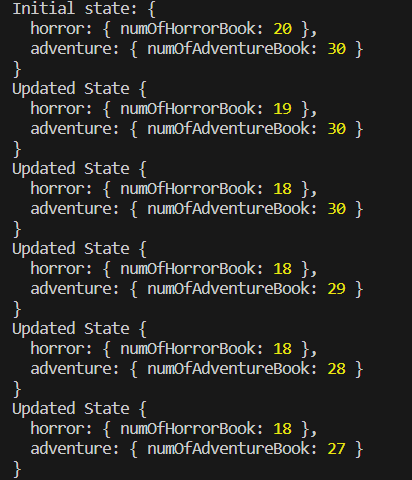 Initial state: {
  horror: { numOfHorrorBook: 20 },
  adventure: { numOfAdventureBook: 30 }
}
Updated State {
  horror: { numOfHorrorBook: 19 },
  adventure: { numOfAdventureBook: 30 }
}
Updated State {
  horror: { numOfHorrorBook: 18 },
  adventure: { numOfAdventureBook: 30 }
}
Updated State {
  horror: { numOfHorrorBook: 18 },
  adventure: { numOfAdventureBook: 29 }
}
Updated State {
  horror: { numOfHorrorBook: 18 },
  adventure: { numOfAdventureBook: 28 }
}
Updated State {
  horror: { numOfHorrorBook: 18 },
  adventure: { numOfAdventureBook: 27 }
}